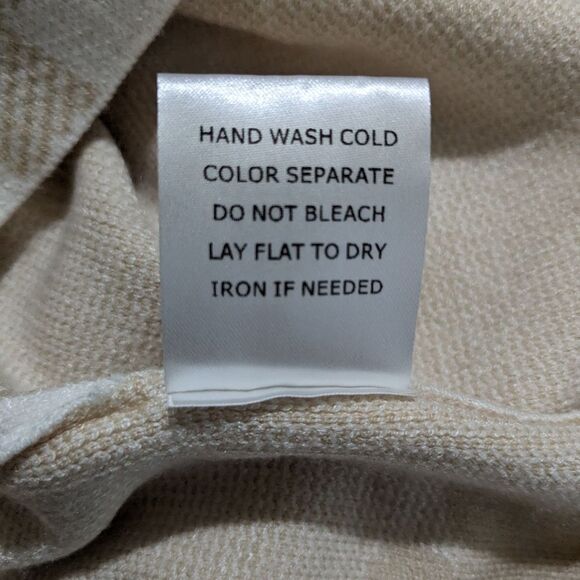 HAND WASH COLD
COLOR SEPARATE
DO NOT BLEACH
LAY FLAT TO DRY
IRON IF NEEDED